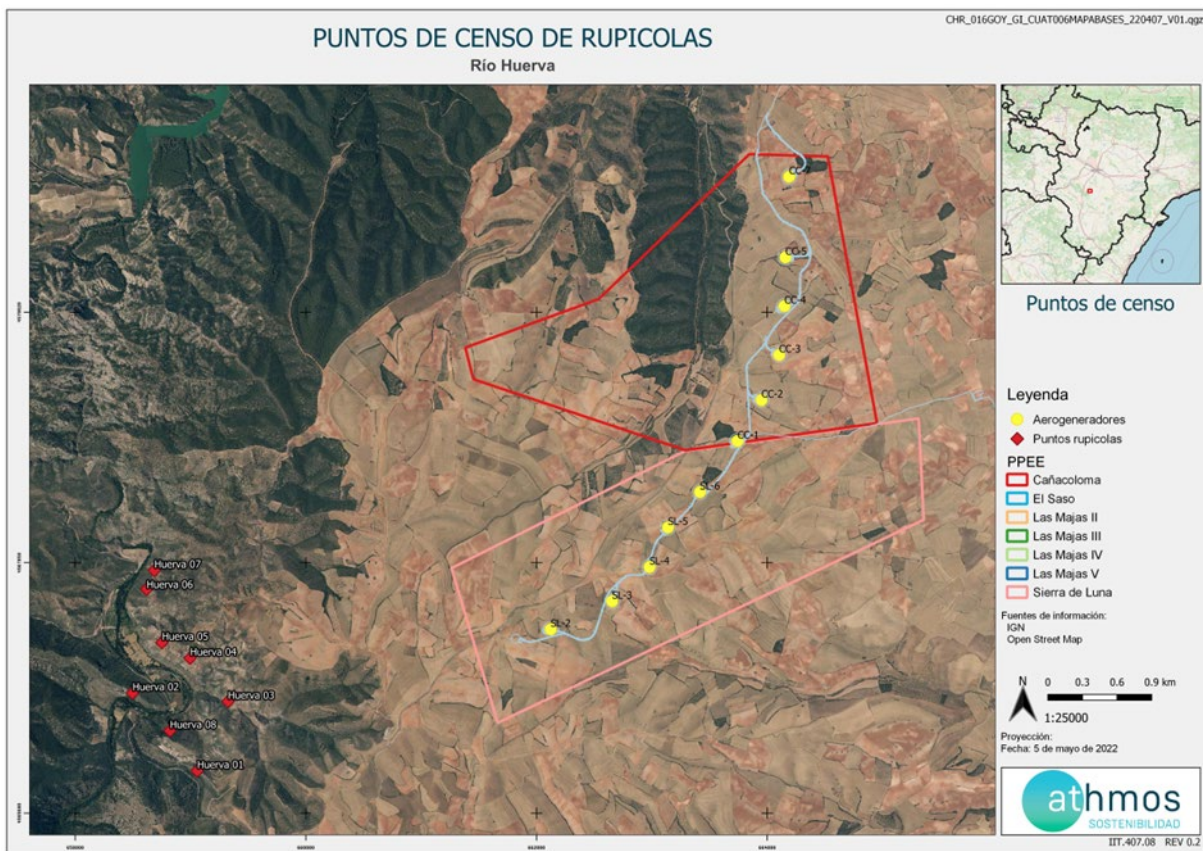 CHR_016GOY_GI_CUAT006MAPABASES_220407_V01.qgz
PUNTOS DE CENSO DE RUPICOLAS
Río Huerva
CC-5
CC-4
CC-3
CC-2
CC-1
SL-6
SL-5
SL-4
SL-3
SL-2
Huerva 07
Huerva 06
Huerva 05
Huerva 04
Huerva 02
Huerva 03
Huerva 08
Huerva 01
Puntos de censo
Leyenda
Aerogeneradores
Puntos rupicolas
PPEE
Cañacoloma
El Saso
Las Majas II
Las Majas III
Las Majas IV
Las Majas V
Sierra de Luna
Fuentes de información:
IGN
Open Street Map
N
0 0.3 0.6 0.9 km
1:25000
Proyección:
Fecha: 5 de mayo de 2022
athmos
SOSTENIBILIDAD
IIT.407.08 REV 0.2